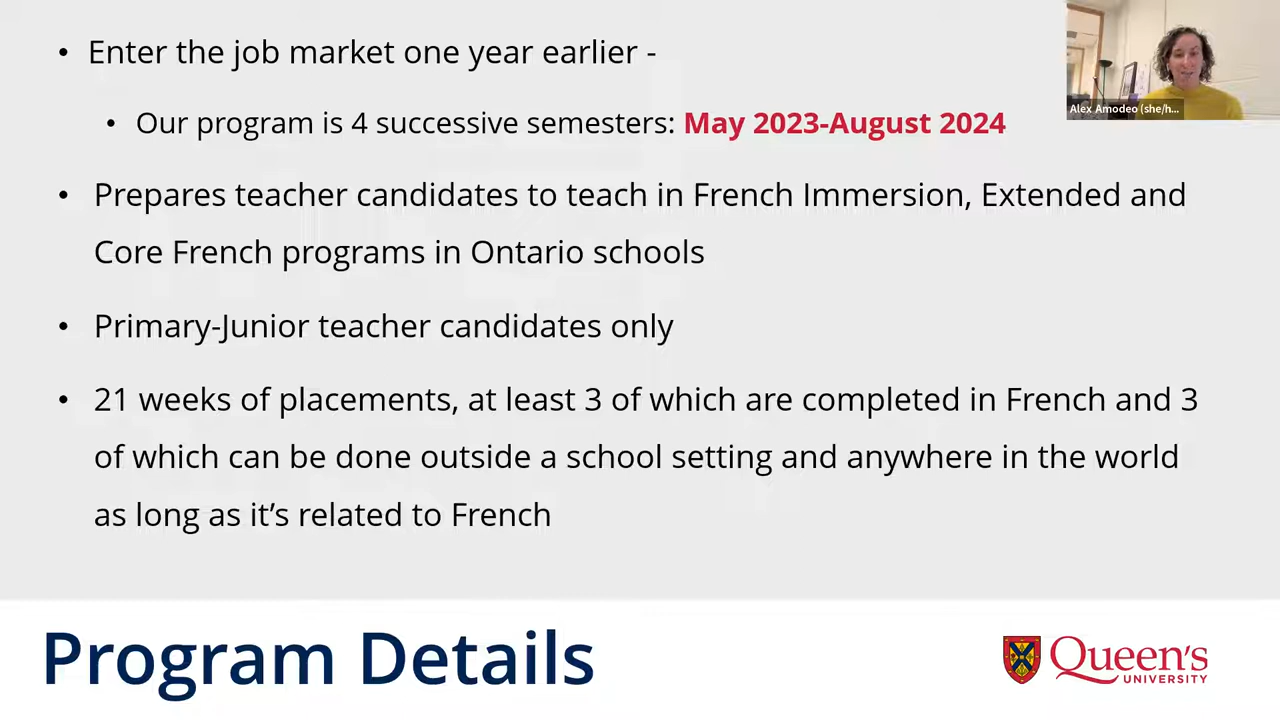 • Enter the job market one year earlier -
Alex Amodeo (she/h...
• Our program is 4 successive semesters: May 2023-August 2024
• Prepares teacher candidates to teach in French Immersion, Extended and
Core French programs in Ontario schools
• Primary-Junior teacher candidates only
• 21 weeks of placements, at least 3 of which are completed in French and 3
of which can be done outside a school setting and anywhere in the world
as long as it’s related to French
Program Details
Queen's
UNIVERSITY